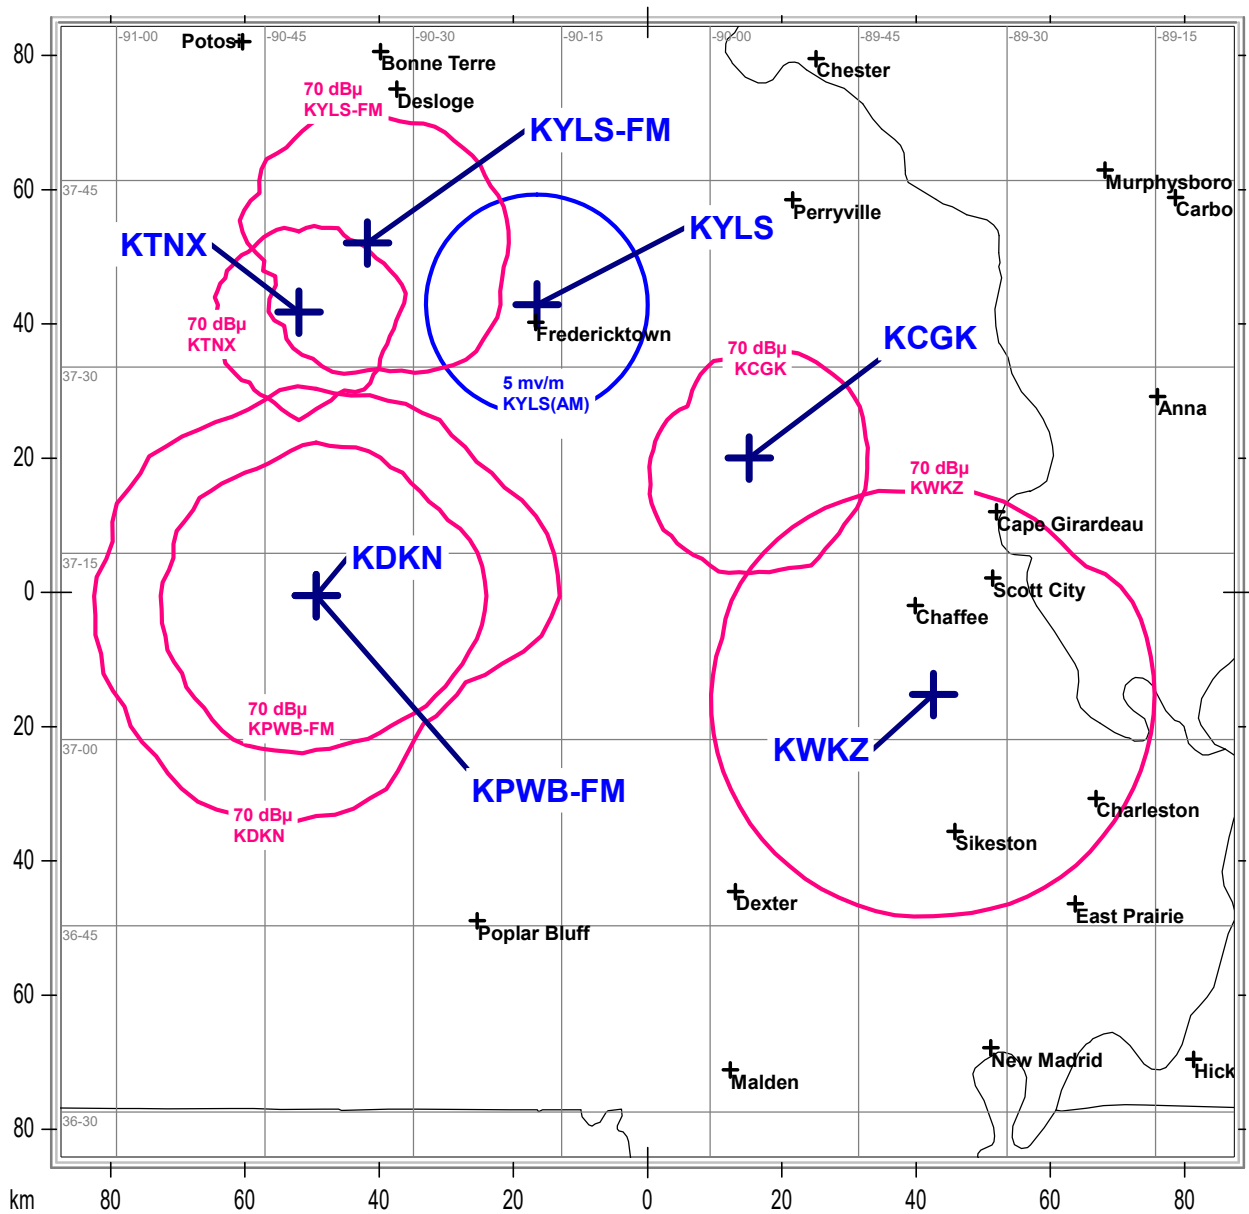 -91-00
-90-45
-90-30
-90-15
-90-00
-89-45
-89-30
-89-15
Potosi
Bonne Terre
Chester
Desloge
70 dBµ
KYLS-FM
KYLS-FM
80
60
40
20
0
20
40
60
80
37-45
37-30
37-15
37-00
36-45
36-30
Murphysboro
Carbo
Perryville
KTNX
KYLS
Fredericktown
70 dBµ
KTNX
5 mv/m
KYLS(AM)
KCGK
70 dBµ
KCGK
Anna
70 dBµ
KWKZ
Cape Girardeau
KDKN
Scott City
Chaffee
70 dBµ
KPWB-FM
KWKZ
KPWB-FM
70 dBµ
KDKN
Charleston
Sikeston
Dexter
East Prairie
Poplar Bluff
New Madrid
Hick
Malden
km
80
60
40
20
0
20
40
60
80